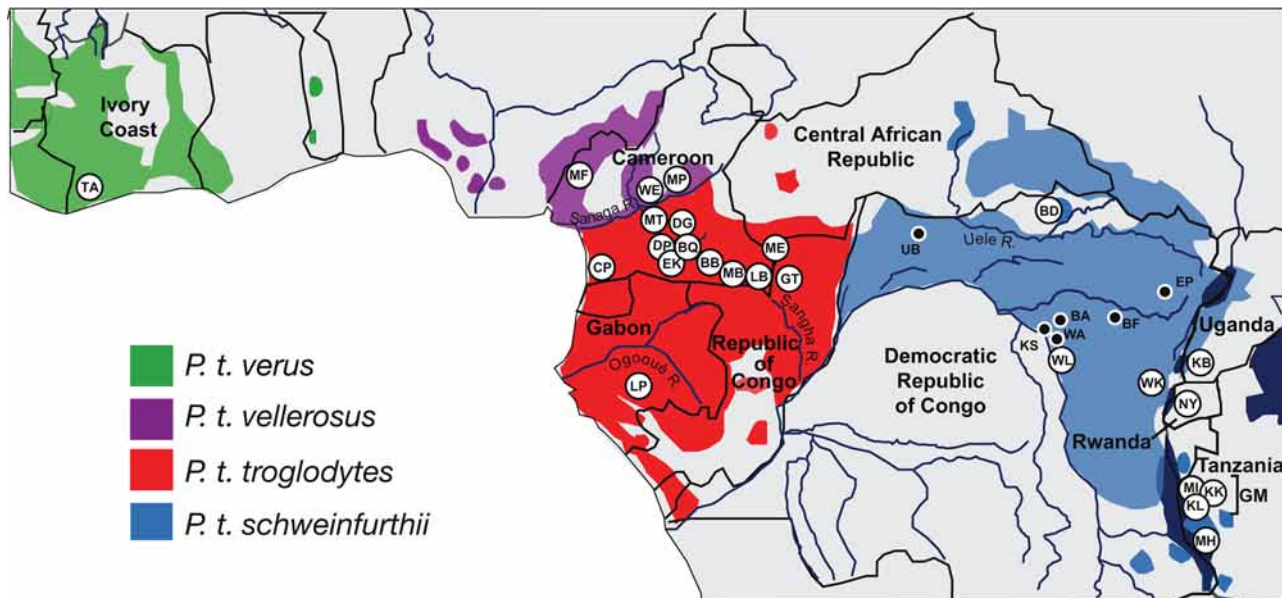 Ivory
Coast
TA
MF
Cameroon
WE
MP
Sanaga R.
MT
DG
DP
BQ
EK
BB
MB
LB
ME
GT
CP
Central African
Republic
BD
UB
Uele R.
EP
BA
BF
KS
WA
WL
Uganda
KB
WK
NY
Gabon
Ogooué R.
LP
Republic
of
Congo
Sangha R.
Democratic
Republic
of Congo
Rwanda
Tanzania
MI
KK
GM
KL
MH
P. t. verus
P. t. vellerosus
P. t. troglodytes
P. t. schweinfurthii